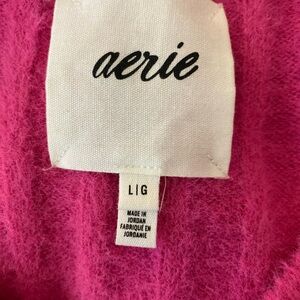 aerie
L|G
MADE IN
JORDAN
FABRIQUÉ EN
JORDANIE